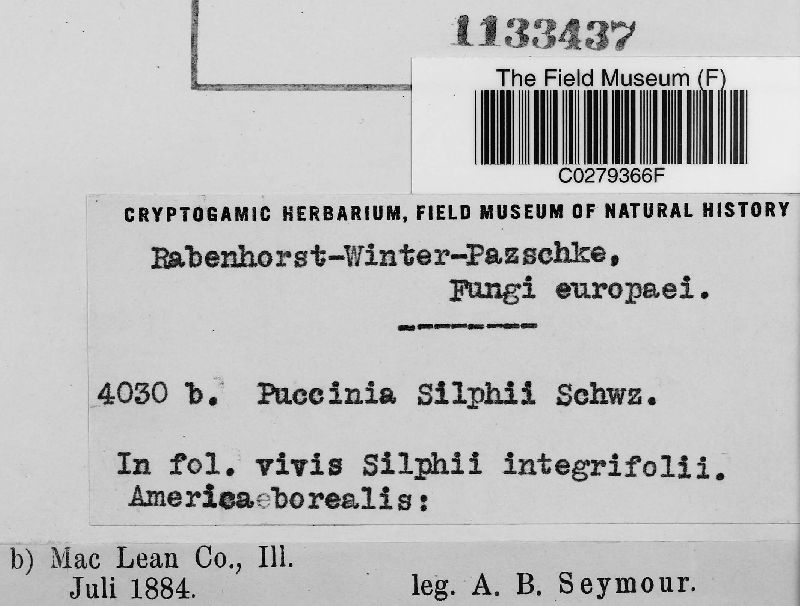 1133437
The Field Museum (F)
C0279366F
CRYPTOGAMIC HERBARIUM, FIELD MUSEUM OF NATURAL HISTORY
Rabenhorst-Winter-Pazschke,
Fungi europaei.
4030 b. Puccinia Silphii Schwz.
In fol. vivis Silphii integrifolii.
Americaeborealis:
b) Mac Lean Co., Ill.
Juli 1884. leg. A. B. Seymour.